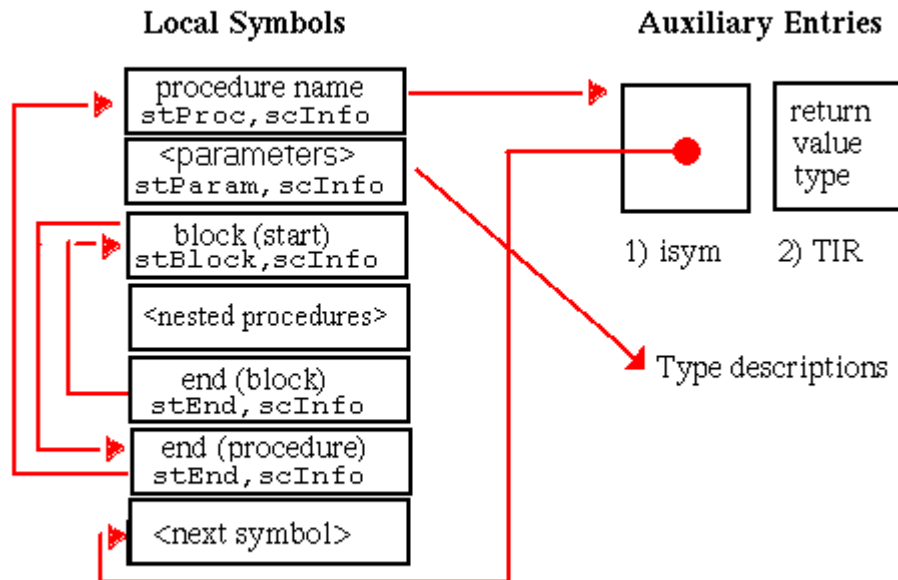 Local Symbols
Auxiliary Entries
procedure name
stProc,scInfo
<parameters>
stParam,scInfo
block (start)
stBlock,scInfo
<nested procedures>
end (block)
stEnd,scInfo
end (procedure)
stEnd,scInfo
<next symbol>
return
value
type
1) isym
2) TIR
Type descriptions